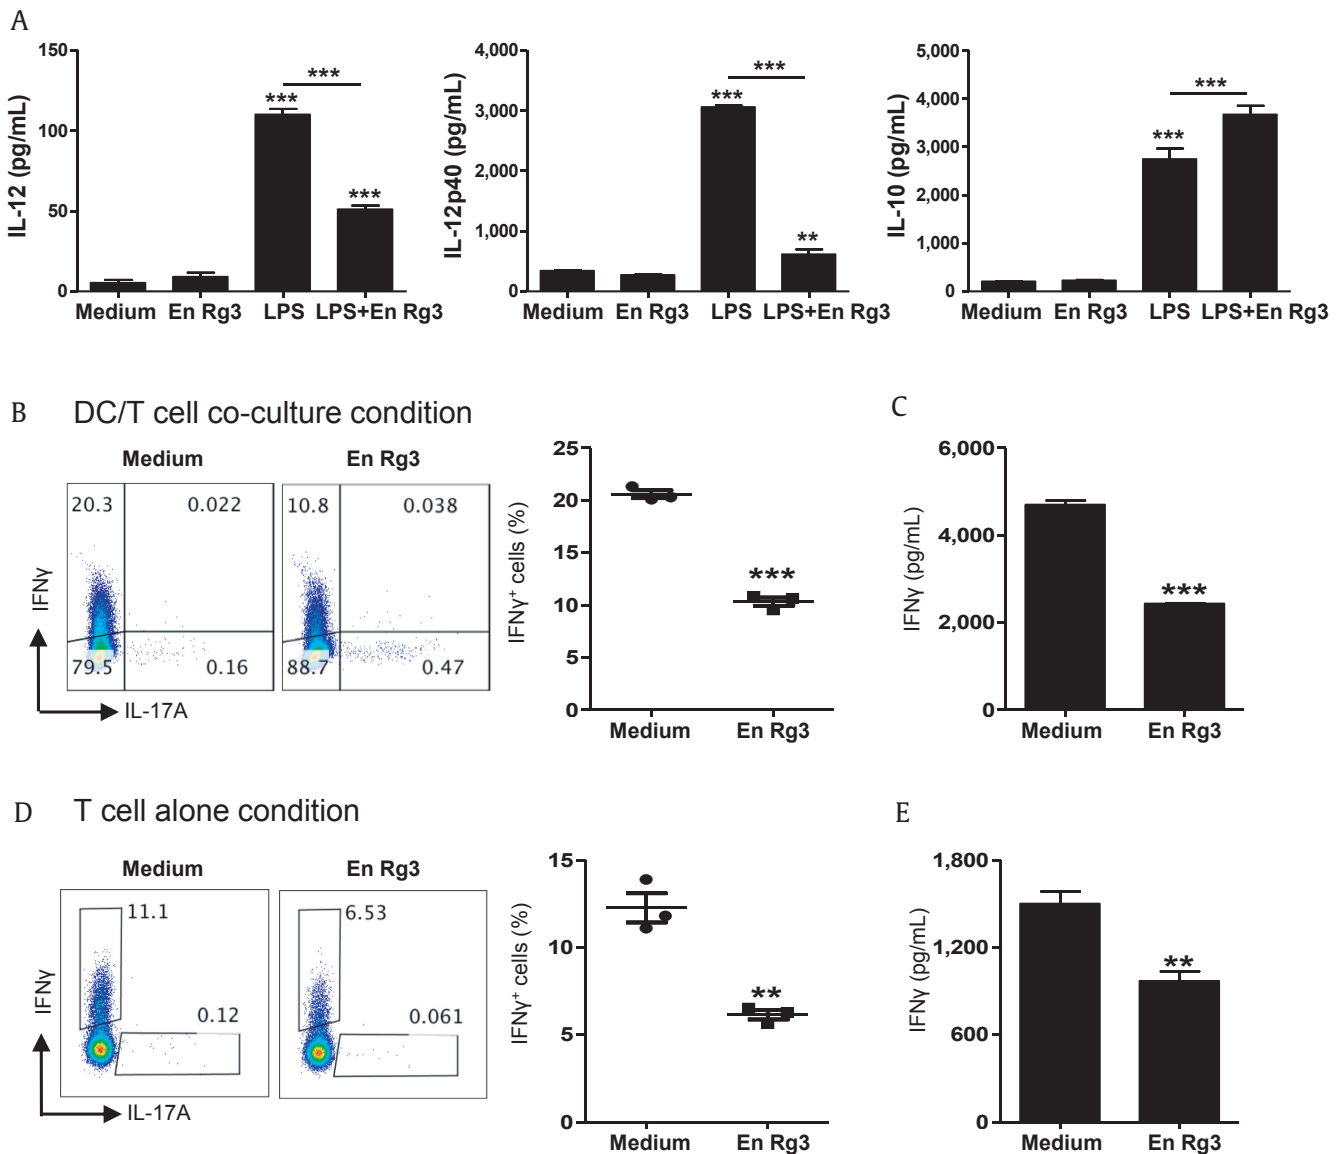 A
IL-12 (pg/mL)
150
100
50
0
***
***
***
Medium En Rg3 LPS LPS+En Rg3
IL-12p40 (pg/mL)
4,000
3,000
2,000
1,000
0
***
***
**
Medium En Rg3 LPS LPS+En Rg3
IL-10 (pg/mL)
5,000
4,000
3,000
2,000
1,000
0
***
***
Medium En Rg3 LPS LPS+En Rg3
B DC/T cell co-culture condition
Medium
20.3 0.022
79.5 0.16
En Rg3
10.8 0.038
88.7 0.47
IFNγ
IL-17A
IFNγ⁺ cells (%)
25
20
15
10
5
0
***
Medium En Rg3
C
IFNγ (pg/mL)
6,000
4,000
2,000
0
***
Medium En Rg3
D T cell alone condition
Medium
11.1
0.12
En Rg3
6.53
0.061
IFNγ
IL-17A
IFNγ⁺ cells (%)
15
10
5
0
**
Medium En Rg3
E
IFNγ (pg/mL)
1,800
1,200
600
0
**
Medium En Rg3